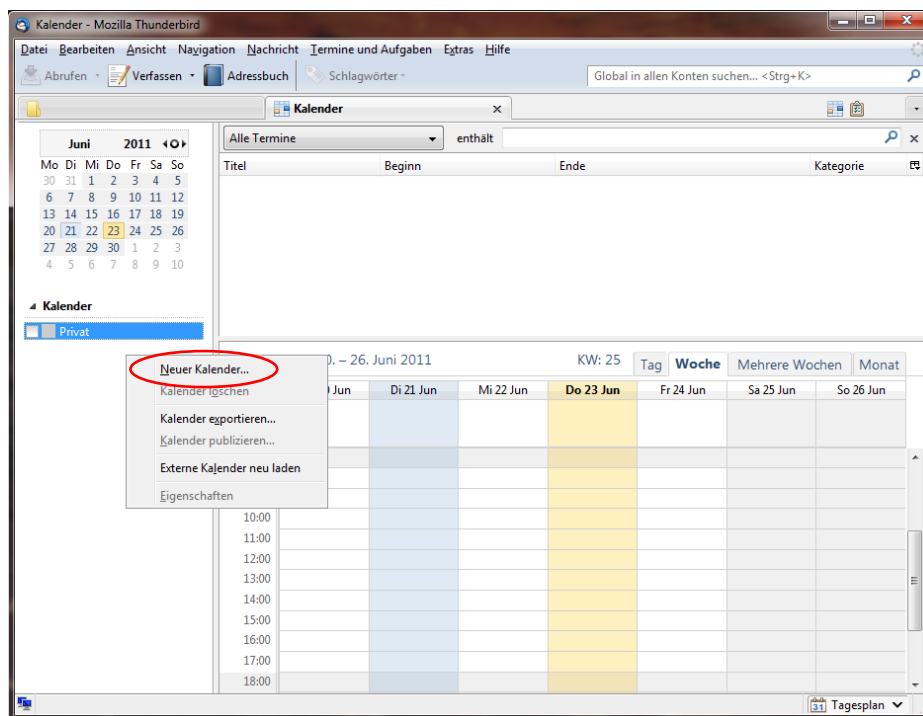 Kalender - Mozilla Thunderbird
Datei Bearbeiten Ansicht Navigation Nachricht Termine und Aufgaben Extras Hilfe
Abrufen Verfassen Adressbuch Schlagwörter Global in allen Konten suchen... <Strg+K>
Kalender
Juni 2011
Alle Termine enthält
Mo Di Mi Do Fr Sa So
Titel Beginn Ende Kategorie
30 31 1 2 3 4 5
6 7 8 9 10 11 12
13 14 15 16 17 18 19
20 21 22 23 24 25 26
27 28 29 30 1 2 3
4 5 6 7 8 9 10
Kalender
Privat
. – 26. Juni 2011 KW: 25 Tag Woche Mehrere Wochen Monat
Neuer Kalender...
Kalender löschen
Kalender exportieren...
Kalender publizieren...
Externe Kalender neu laden
Eigenschaften
Jun Di 21 Jun Mi 22 Jun Do 23 Jun Fr 24 Jun Sa 25 Jun So 26 Jun
10:00
11:00
12:00
13:00
14:00
15:00
16:00
17:00
18:00
31 Tagesplan